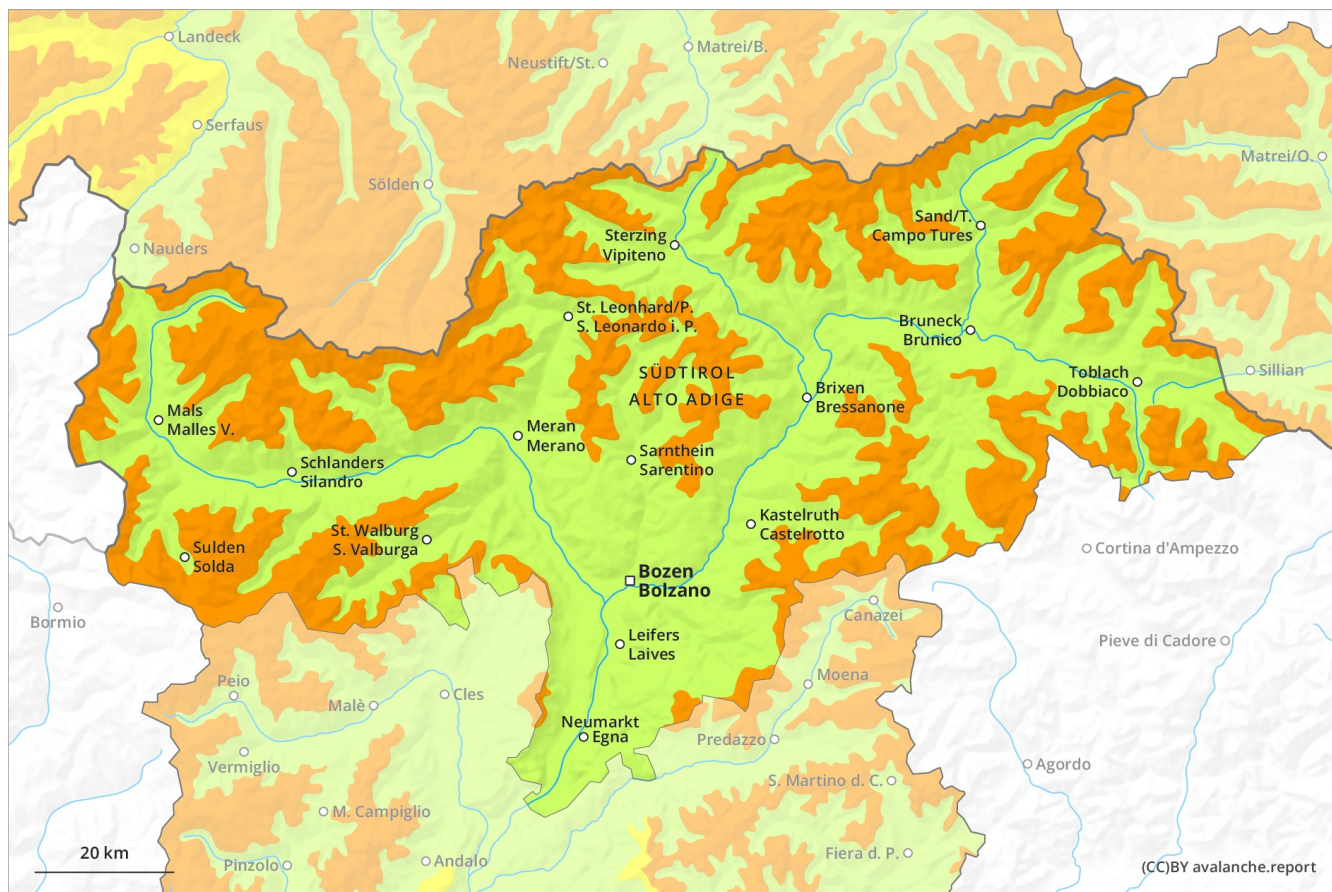 Landeck
Matrei/B.
Neustift/St.
Serfaus
Matrei/O.
Sölden
Sand/T.
Campo Tures
Sterzing
Vipiteno
Nauders
St. Leonhard/P.
S. Leonardo i. P.
Bruneck
Brunico
SÜDTIROL
ALTO ADIGE
Toblach
Dobbiaco
Sillian
Brixen
Bressanone
Mals
Malles V.
Meran
Merano
Sarnthein
Sarentino
Schlanders
Silandro
Kastelruth
Castelrotto
St. Walburg
S. Valburga
Sulden
Solda
Cortina d'Ampezzo
Bozen
Bolzano
Bormio
Canazei
Leifers
Laives
Pieve di Cadore
Peio
Moena
Malè
Cles
Neumarkt
Egna
Predazzo
Vermiglio
Agordo
S. Martino d. C.
M. Campiglio
20 km
Pinzolo
Andalo
Fiera d. P.
(CC)BY avalanche.report